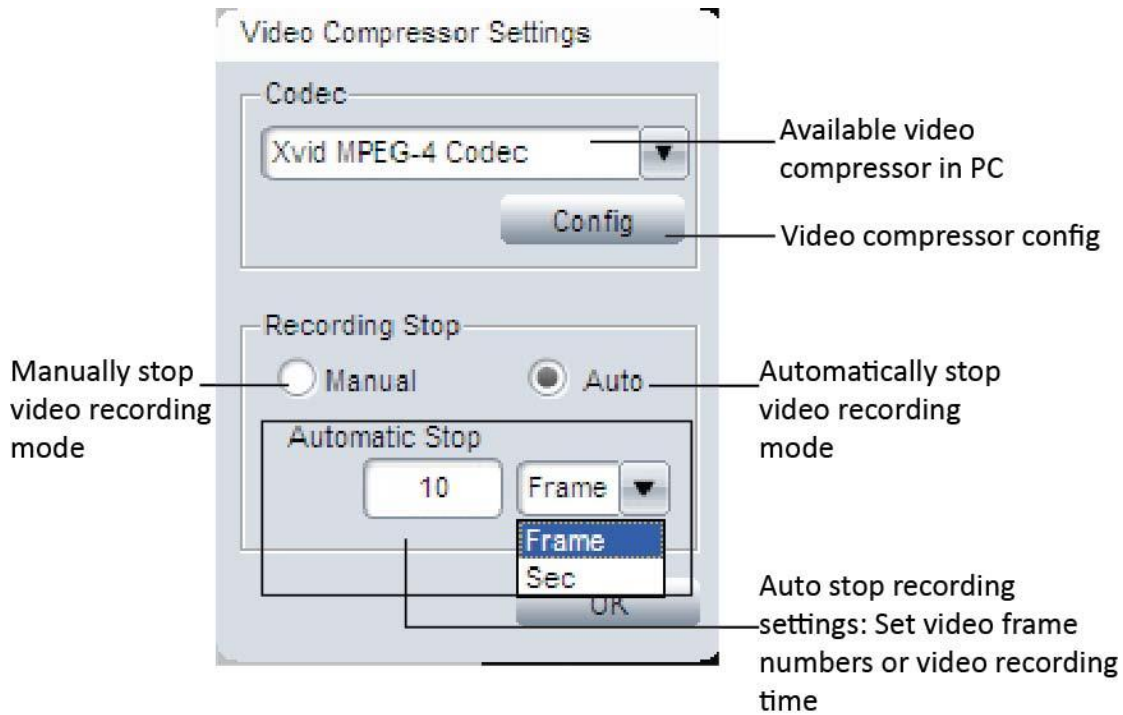 Video Compressor Settings
Codec
Xvid MPEG-4 Codec
Available video
compressor in PC
Config
Video compressor config
Recording Stop
Manually stop
video recording
mode
Manual
Auto
Automatically stop
video recording
mode
Automatic Stop
10
Frame
Frame
Sec
OK
Auto stop recording
settings: Set video frame
numbers or video recording
time